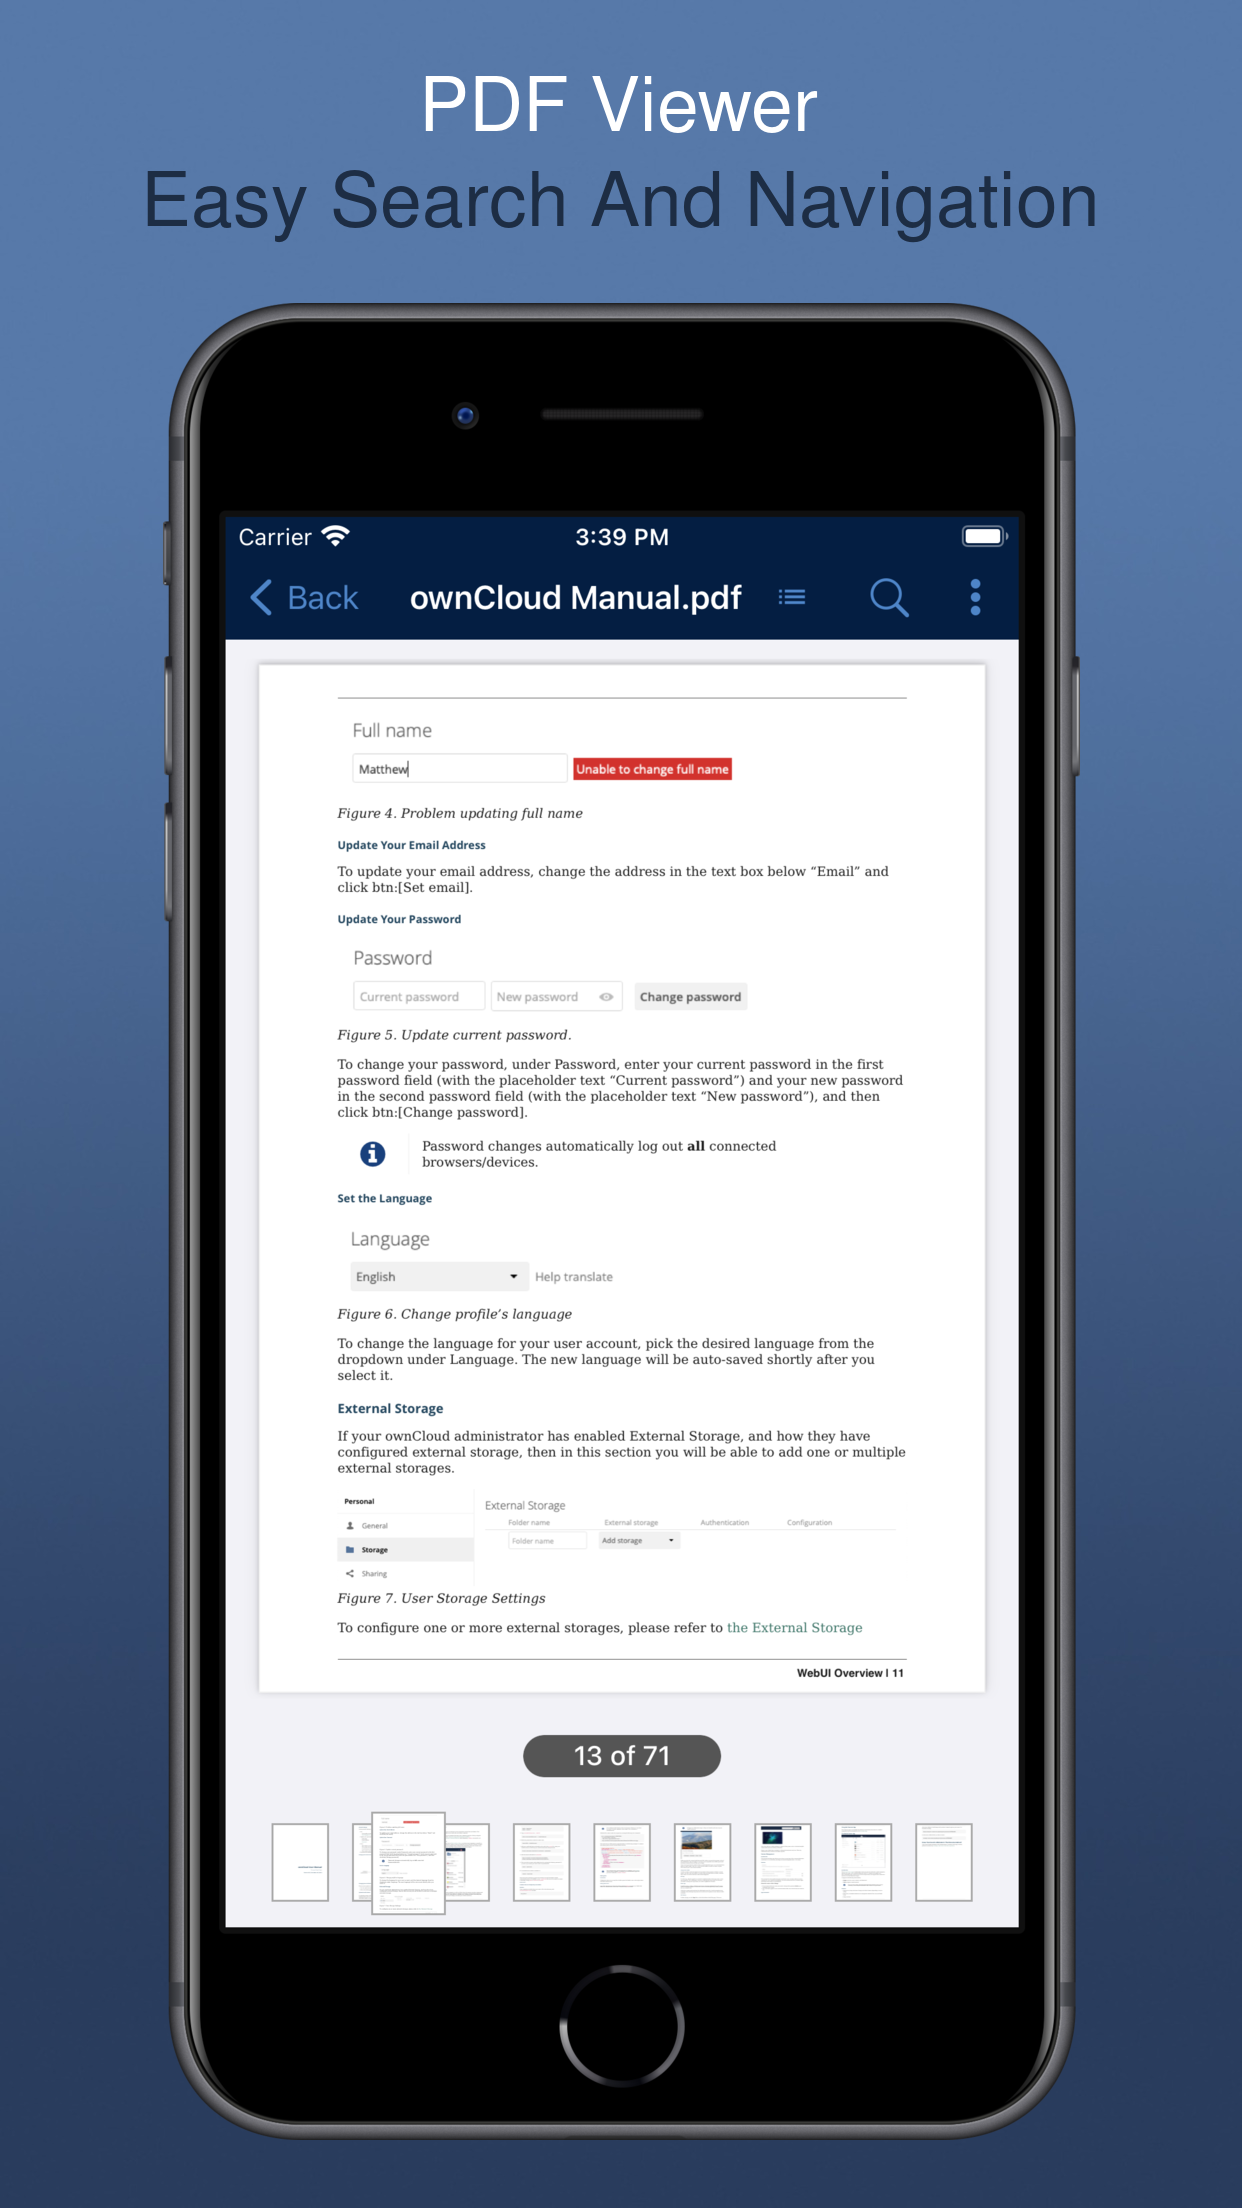 PDF Viewer
Easy Search And Navigation
Carrier
3:39 PM
Back
ownCloud Manual.pdf
Full name
Matthew
Unable to change full name
Figure 4. Problem updating full name
Update Your Email Address
To update your email address, change the address in the text box below “Email” and
click btn:[Set email].
Update Your Password
Password
Current password
New password
Change password
Figure 5. Update current password.
To change your password, under Password, enter your current password in the first
password field (with the placeholder text “Current password”) and your new password
in the second password field (with the placeholder text “New password”), and then
click btn:[Change password].
Password changes automatically log out all connected
browsers/devices.
Set the Language
Language
English
Help translate
Figure 6. Change profile’s language
To change the language for your user account, pick the desired language from the
dropdown under Language. The new language will be auto-saved shortly after you
select it.
External Storage
If your ownCloud administrator has enabled External Storage, and how they have
configured external storage, then in this section you will be able to add one or multiple
external storages.
Personal
General
Storage
Sharing
External Storage
Folder name
External storage
Authentication
Configuration
Folder name
Add storage
Figure 7. User Storage Settings
To configure one or more external storages, please refer to the External Storage
WebUI Overview | 11
13 of 71